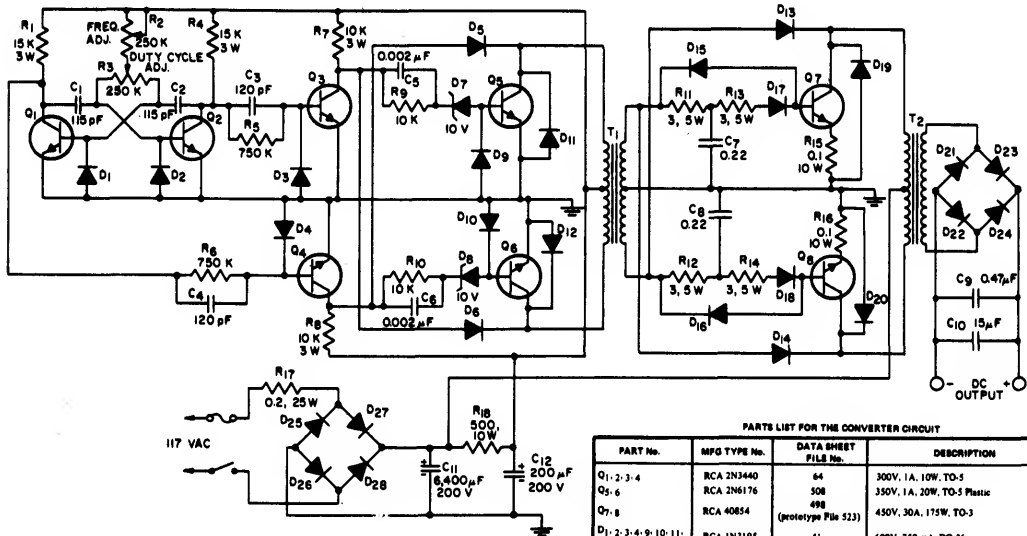 R1
15 K
3 W
FREQ.
ADJ.
R2
250K
DUTY CYCLE
ADJ.
R3
250 K
R4
15 K
3 W
C1
115 pF
C2
115 pF
C3
120 pF
R5
750 K
Q1
Q2
D1
D2
D3
Q3
R7
10 K
3 W
0.002 µF
C5
R9
10 K
D5
D7
10 V
Q5
D9
D11
D4
Q4
R6
750 K
C4
120 pF
R8
10 K
3 W
R10
10 K
C6
0.002 µF
D8
10 V
D10
Q6
D12
D6
T1
D13
D15
R11
3, 5W
R13
3, 5W
D17
Q7
D19
C7
0.22
R15
0.1
10 W
C8
0.22
R16
0.1
10W
R12
3, 5W
R14
3, 5W
D18
Q8
D20
D16
D14
T2
D21
D23
D22
D24
C9
0.47µF
C10
15µF
- DC +
OUTPUT
117 VAC
R17
0.2, 25W
D25
D27
D26
D28
R18
500,
10W
C11
6,400µF
200 V
C12
200 µF
200 V
PARTS LIST FOR THE CONVERTER CIRCUIT
PART No. MFG TYPE No. DATA SHEET FILE No. DESCRIPTION
Q1-2-3-4 RCA 2N3440 64 300V, 1A, 10W, TO-5
Q5-6 RCA 2N6176 508 350V, 1A, 20W, TO-5 Plastic
Q7-8 RCA 40854 498 (prototype File 523) 450V, 30A, 175W, TO-3